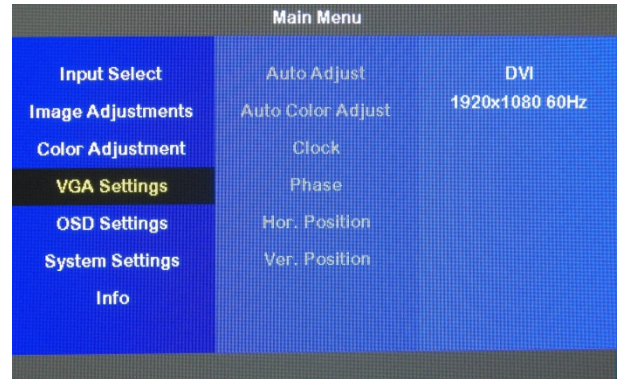 Main Menu
Input Select
Image Adjustments
Color Adjustment
VGA Settings
OSD Settings
System Settings
Info
Auto Adjust
Auto Color Adjust
Clock
Phase
Hor. Position
Ver. Position
DVI
1920x1080 60Hz